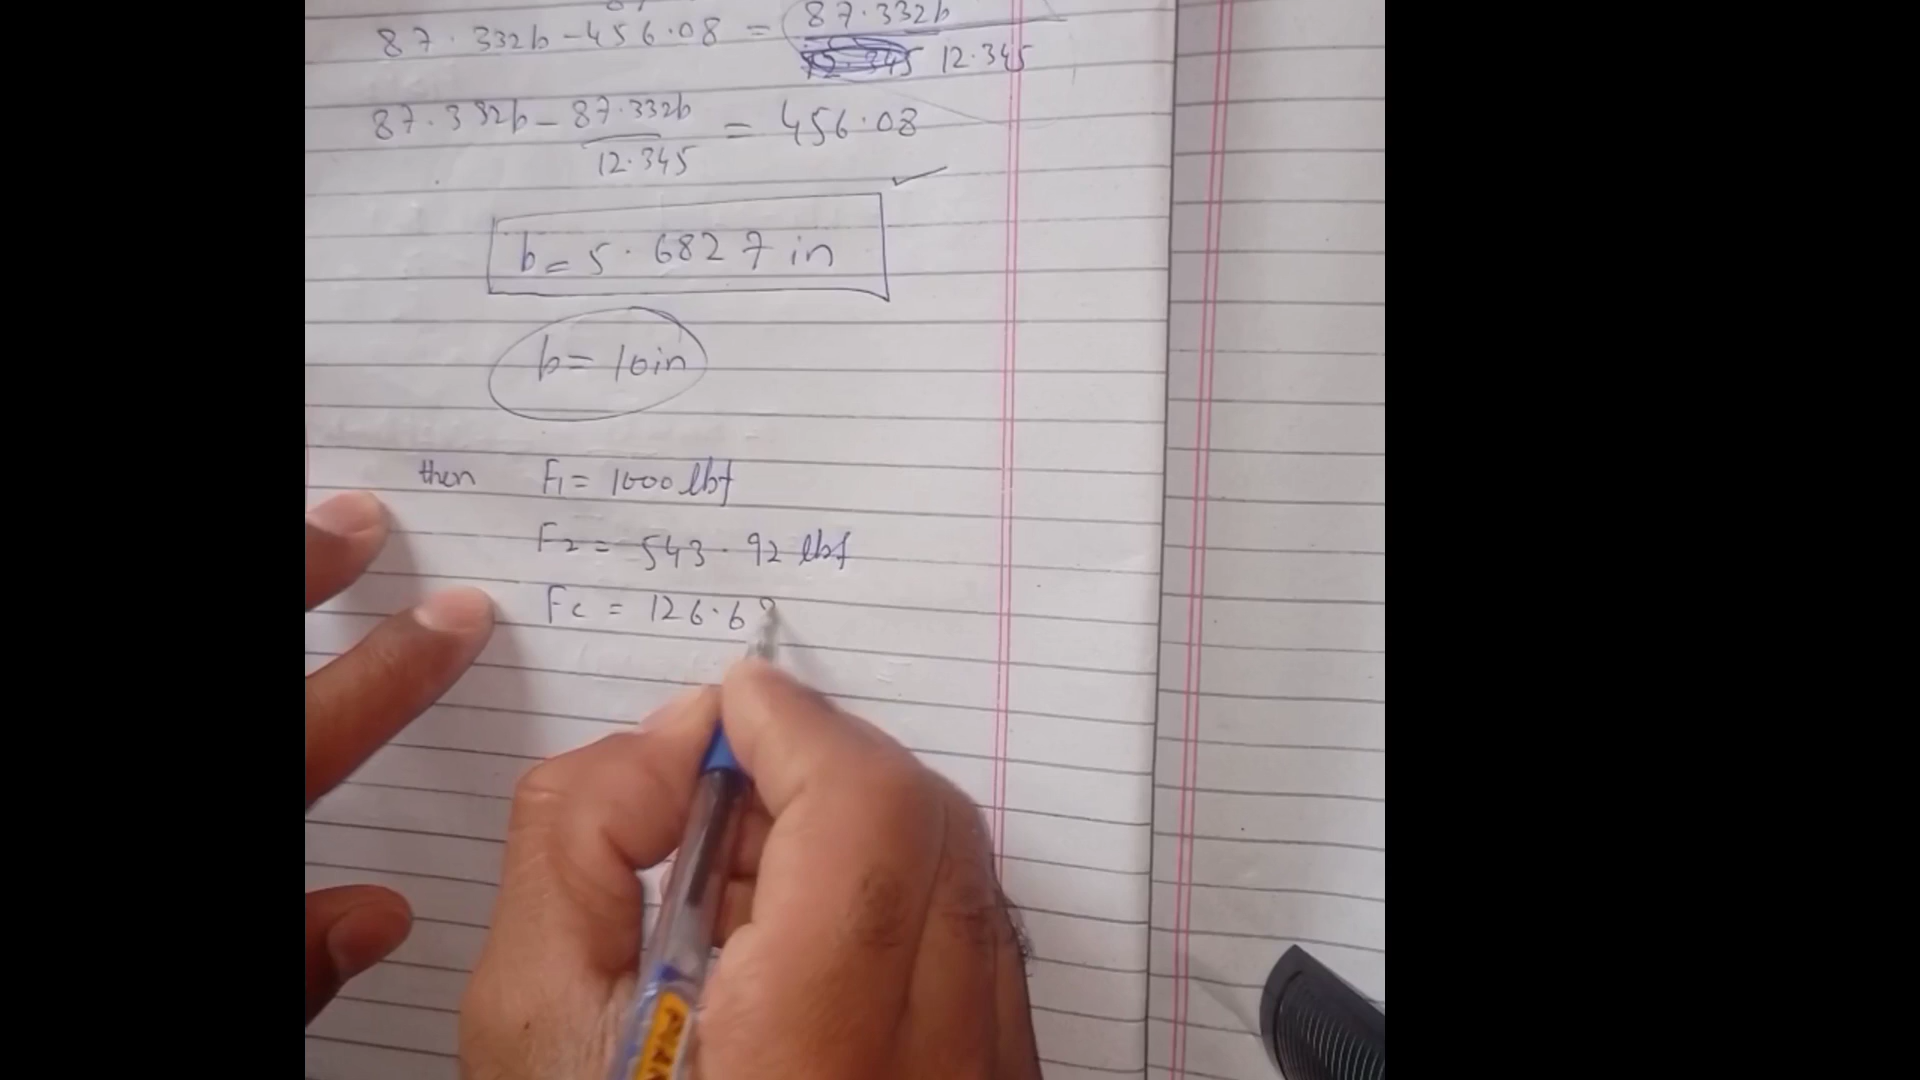 87.332b - 456.08 = 87.332b / 12.345
87.332b - 87.332b / 12.345 = 456.08
b = 5.6827 in
b = 10in
then F1 = 1000 lbf
F2 = 543.92 lbf
Fc = 126.6